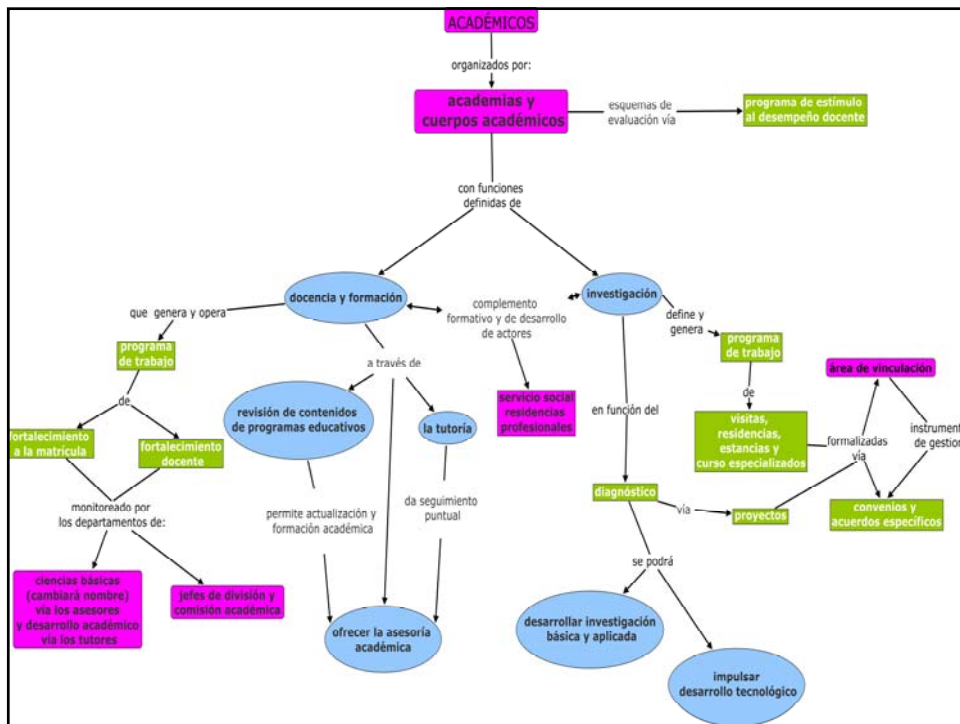 ACADÉMICOS
organizados por:
academias y
cuerpos académicos
esquemas de
evaluación vía
programa de estímulo
al desempeño docente
con funciones
definidas de
docencia y formación
complemento
formativo y de desarrollo
de actores
investigación
que genera y opera
define y
genera
programa
de trabajo
a través de
programa
de trabajo
área de vinculación
de
revisión de contenidos
de programas educativos
la tutoría
servicio social
residencias
profesionales
en función del
de
fortalecimiento
a la matrícula
fortalecimiento
docente
visitas,
residencias,
estancias y
curso especializados
formalizadas
vía
instrument
de gestion
monitoreado por
los departamentos de:
permite actualización y
formación académica
da seguimiento
puntual
diagnóstico
vía
proyectos
convenios y
acuerdos específicos
ciencias básicas
(cambiará nombre)
vía los asesores
y desarrollo académico
vía los tutores
jefes de división y
comisión académica
ofrecer la asesoría
académica
se podrá
desarrollar investigación
básica y aplicada
impulsar
desarrollo tecnológico